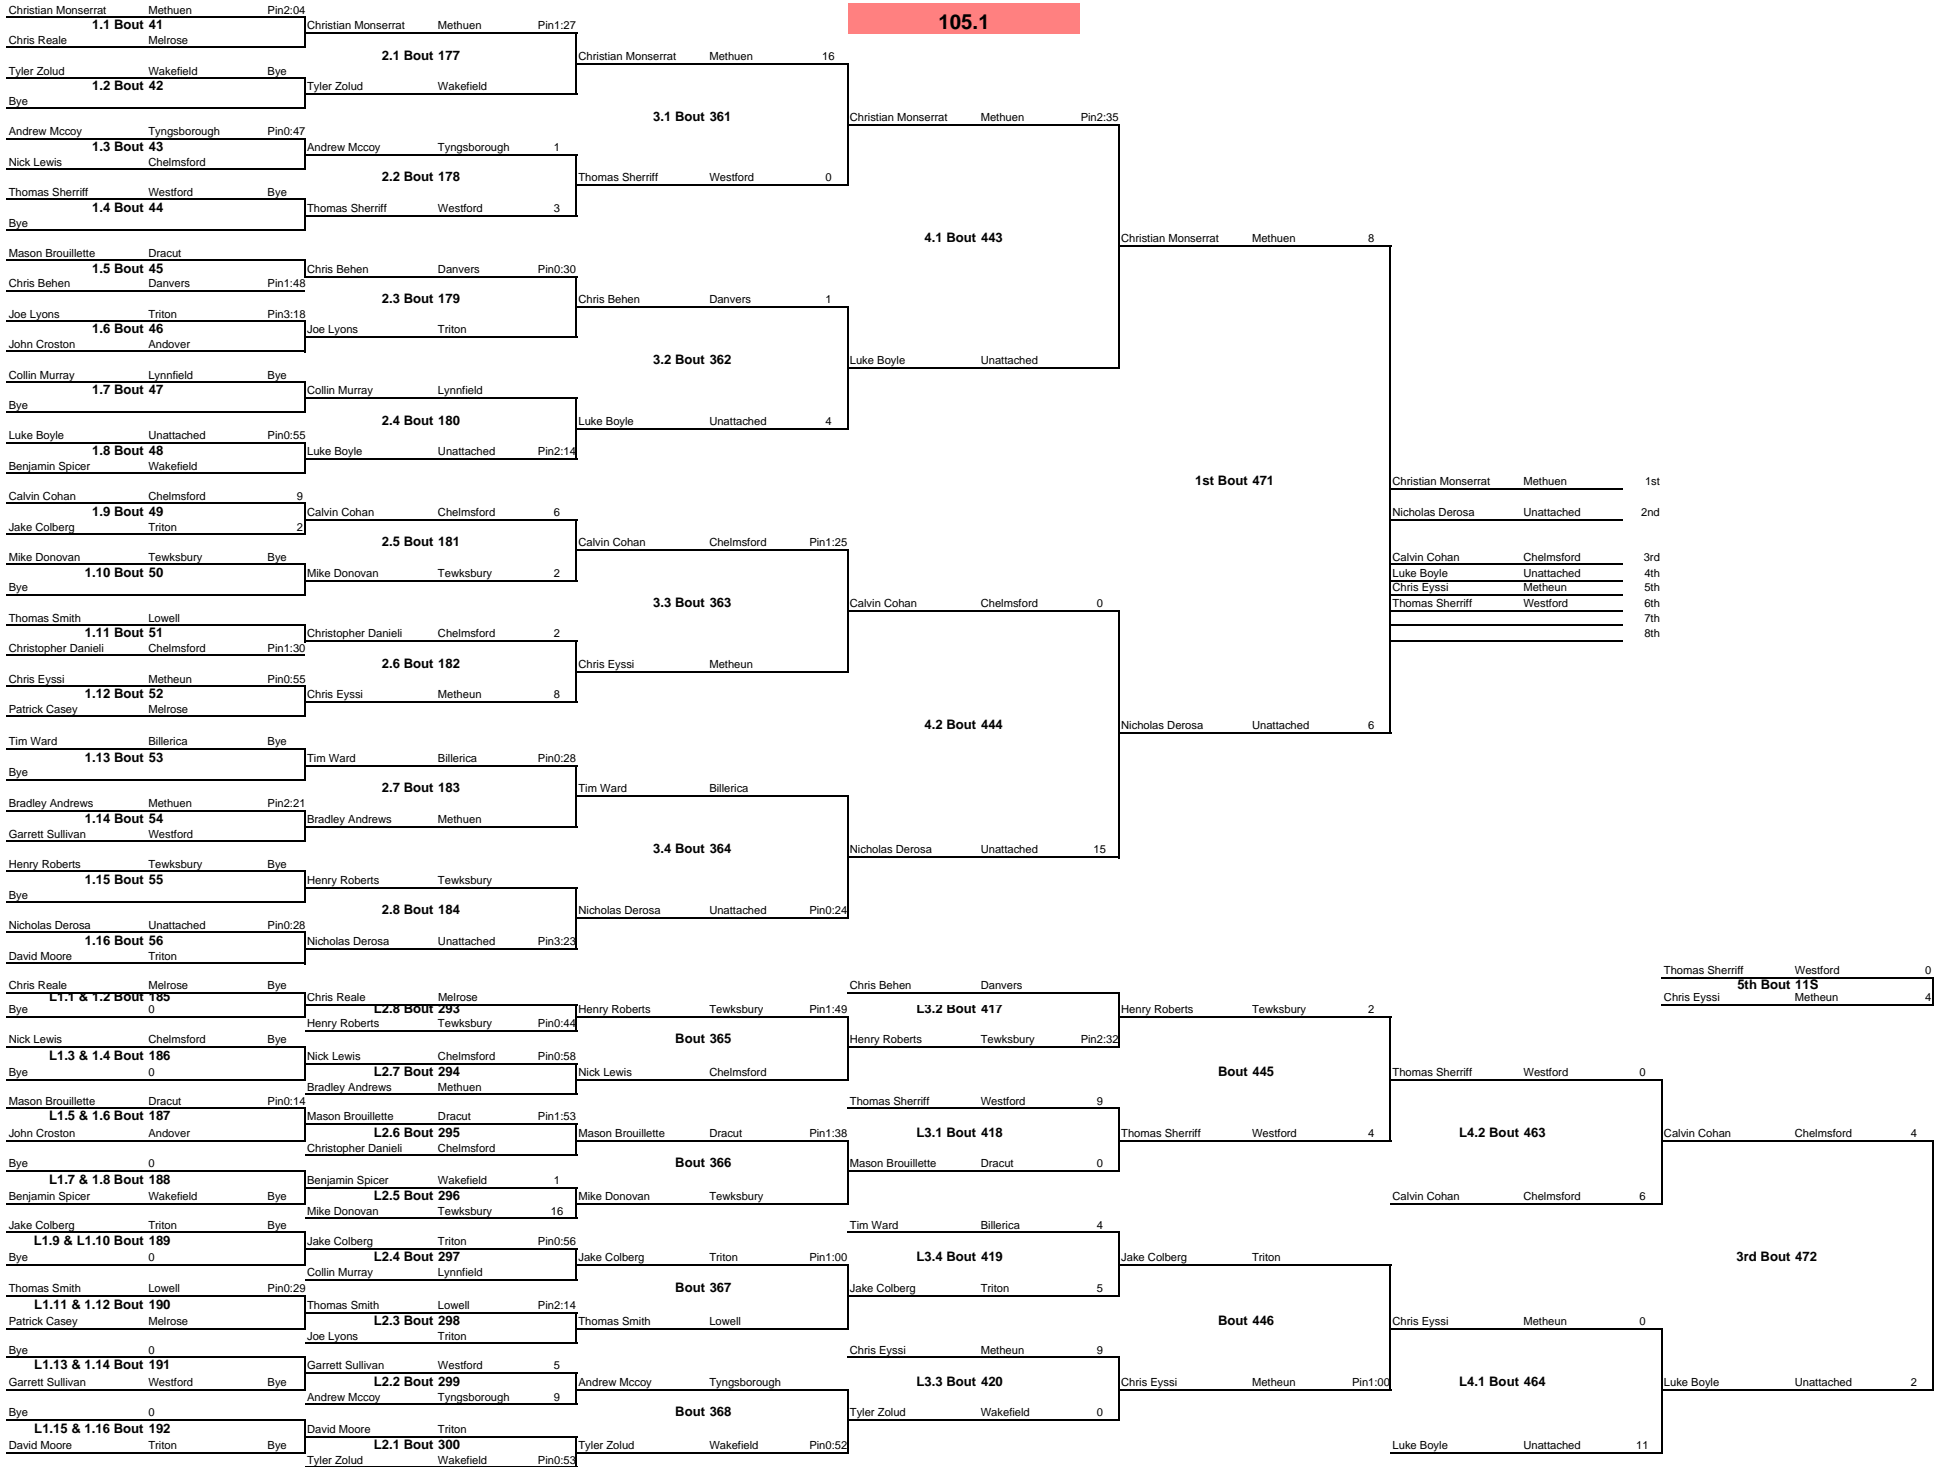 105.1
Christian Monserrat Methuen Pin2:04
1.1 Bout 41
Chris Reale Melrose
Tyler Zolud Wakefield Bye
1.2 Bout 42
Bye
Andrew Mccoy Tyngsborough Pin0:47
1.3 Bout 43
Nick Lewis Chelmsford
Thomas Sherriff Westford Bye
1.4 Bout 44
Bye
Mason Brouillette Dracut
1.5 Bout 45
Chris Behen Danvers Pin1:48
Joe Lyons Triton Pin3:18
1.6 Bout 46
John Croston Andover
Collin Murray Lynnfield Bye
1.7 Bout 47
Bye
Luke Boyle Unattached Pin0:55
1.8 Bout 48
Benjamin Spicer Wakefield
Calvin Cohan Chelmsford 9
1.9 Bout 49
Jake Colberg Triton 2
Mike Donovan Tewksbury Bye
1.10 Bout 50
Bye
Thomas Smith Lowell
1.11 Bout 51
Christopher Danieli Chelmsford Pin1:30
Chris Eyssi Metheun Pin0:55
1.12 Bout 52
Patrick Casey Melrose
Tim Ward Billerica Bye
1.13 Bout 53
Bye
Bradley Andrews Methuen Pin2:21
1.14 Bout 54
Garrett Sullivan Westford
Henry Roberts Tewksbury Bye
1.15 Bout 55
Bye
Nicholas Derosa Unattached Pin0:28
1.16 Bout 56
David Moore Triton
Christian Monserrat Methuen Pin1:27
2.1 Bout 177
Tyler Zolud Wakefield
Andrew Mccoy Tyngsborough 1
2.2 Bout 178
Thomas Sherriff Westford 3
Chris Behen Danvers Pin0:30
2.3 Bout 179
Joe Lyons Triton
Collin Murray Lynnfield
2.4 Bout 180
Luke Boyle Unattached Pin2:14
Calvin Cohan Chelmsford 6
2.5 Bout 181
Mike Donovan Tewksbury 2
Christopher Danieli Chelmsford 2
2.6 Bout 182
Chris Eyssi Metheun 8
Tim Ward Billerica Pin0:28
2.7 Bout 183
Bradley Andrews Methuen
Henry Roberts Tewksbury
2.8 Bout 184
Nicholas Derosa Unattached Pin3:23
Christian Monserrat Methuen 16
3.1 Bout 361
Thomas Sherriff Westford 0
Chris Behen Danvers 1
3.2 Bout 362
Luke Boyle Unattached 4
Calvin Cohan Chelmsford Pin1:25
3.3 Bout 363
Chris Eyssi Metheun
Tim Ward Billerica
3.4 Bout 364
Nicholas Derosa Unattached Pin0:24
Christian Monserrat Methuen Pin2:35
4.1 Bout 443
Luke Boyle Unattached
Calvin Cohan Chelmsford 0
4.2 Bout 444
Nicholas Derosa Unattached 15
Christian Monserrat Methuen 8
1st Bout 471
Nicholas Derosa Unattached 6
Christian Monserrat Methuen 1st
Nicholas Derosa Unattached 2nd
Calvin Cohan Chelmsford 3rd
Luke Boyle Unattached 4th
Chris Eyssi Metheun 5th
Thomas Sherriff Westford 6th
7th
8th
Chris Reale Melrose Bye
L1.1 & 1.2 Bout 185
Bye 0
Nick Lewis Chelmsford Bye
L1.3 & 1.4 Bout 186
Bye 0
Mason Brouillette Dracut Pin0:14
L1.5 & 1.6 Bout 187
John Croston Andover
Bye 0
L1.7 & 1.8 Bout 188
Benjamin Spicer Wakefield Bye
Jake Colberg Triton Bye
L1.9 & L1.10 Bout 189
Bye 0
Thomas Smith Lowell Pin0:29
L1.11 & 1.12 Bout 190
Patrick Casey Melrose
Bye 0
L1.13 & 1.14 Bout 191
Garrett Sullivan Westford Bye
Bye 0
L1.15 & 1.16 Bout 192
David Moore Triton Bye
Chris Reale Melrose
L2.8 Bout 293
Henry Roberts Tewksbury Pin0:44
Nick Lewis Chelmsford Pin0:58
L2.7 Bout 294
Bradley Andrews Methuen
Mason Brouillette Dracut Pin1:53
L2.6 Bout 295
Christopher Danieli Chelmsford
Benjamin Spicer Wakefield 1
L2.5 Bout 296
Mike Donovan Tewksbury 16
Jake Colberg Triton Pin0:56
L2.4 Bout 297
Collin Murray Lynnfield
Thomas Smith Lowell Pin2:14
L2.3 Bout 298
Joe Lyons Triton
Garrett Sullivan Westford 5
L2.2 Bout 299
Andrew Mccoy Tyngsborough 9
David Moore Triton
L2.1 Bout 300
Tyler Zolud Wakefield Pin0:53
Henry Roberts Tewksbury Pin1:49
Bout 365
Nick Lewis Chelmsford
Mason Brouillette Dracut Pin1:38
Bout 366
Mike Donovan Tewksbury
Jake Colberg Triton Pin1:00
Bout 367
Thomas Smith Lowell
Andrew Mccoy Tyngsborough
Bout 368
Tyler Zolud Wakefield Pin0:52
Chris Behen Danvers
L3.2 Bout 417
Henry Roberts Tewksbury Pin2:32
Thomas Sherriff Westford 9
L3.1 Bout 418
Mason Brouillette Dracut 0
Tim Ward Billerica 4
L3.4 Bout 419
Jake Colberg Triton 5
Chris Eyssi Metheun 9
L3.3 Bout 420
Tyler Zolud Wakefield 0
Henry Roberts Tewksbury 2
Bout 445
Thomas Sherriff Westford 4
Jake Colberg Triton
Bout 446
Chris Eyssi Metheun Pin1:00
Thomas Sherriff Westford 0
L4.2 Bout 463
Calvin Cohan Chelmsford 6
Chris Eyssi Metheun 0
L4.1 Bout 464
Luke Boyle Unattached 11
Thomas Sherriff Westford 0
5th Bout 11S
Chris Eyssi Metheun 4
Calvin Cohan Chelmsford 4
3rd Bout 472
Luke Boyle Unattached 2